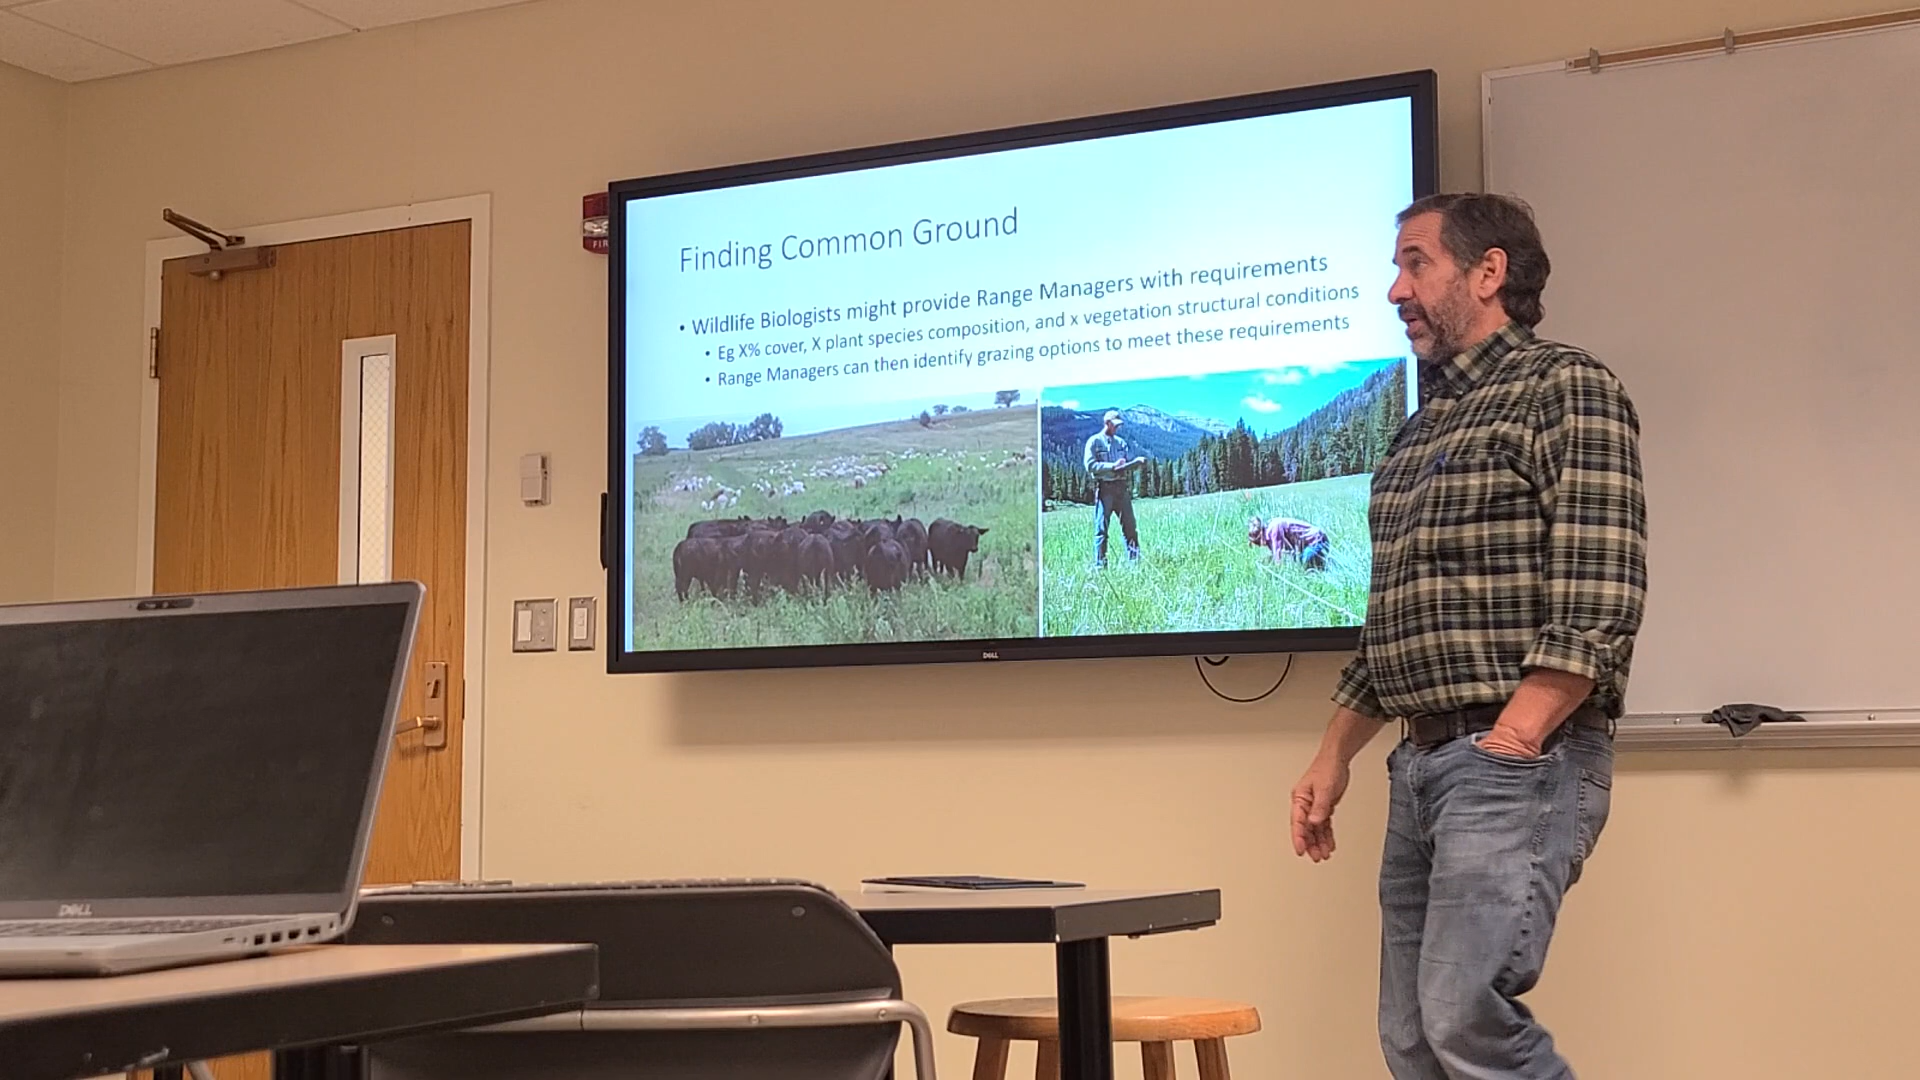 Finding Common Ground
• Wildlife Biologists might provide Range Managers with requirements
• Eg X% cover, X plant species composition, and x vegetation structural conditions
• Range Managers can then identify grazing options to meet these requirements
FIR
DELL
DELL